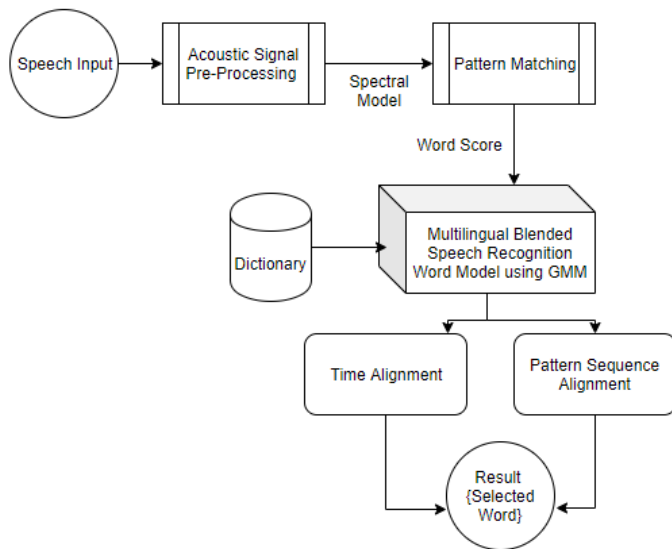 Speech Input
Acoustic Signal
Pre-Processing
Spectral
Model
Pattern Matching
Word Score
Dictionary
Multilingual Blended
Speech Recognition
Word Model using GMM
Time Alignment
Pattern Sequence
Alignment
Result
{Selected
Word}